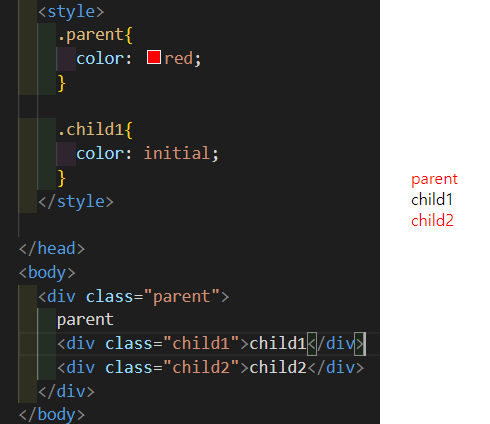 <style>
.parent{
color: red;
}
.child1{
color: initial;
}
</style>
</head>
<body>
<div class="parent">
parent
<div class="child1">child1</div>
<div class="child2">child2</div>
</div>
</body>
parent
child1
child2